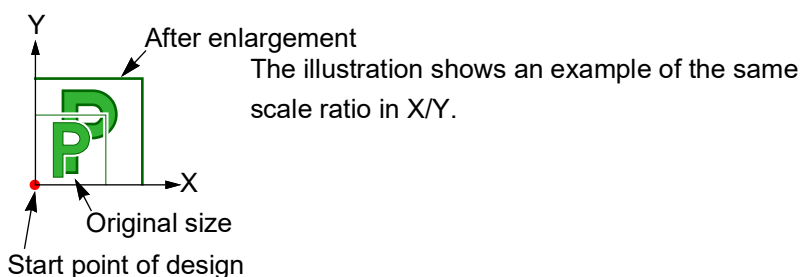 Y
After enlargement
The illustration shows an example of the same
scale ratio in X/Y.
P
P
X
Original size
Start point of design